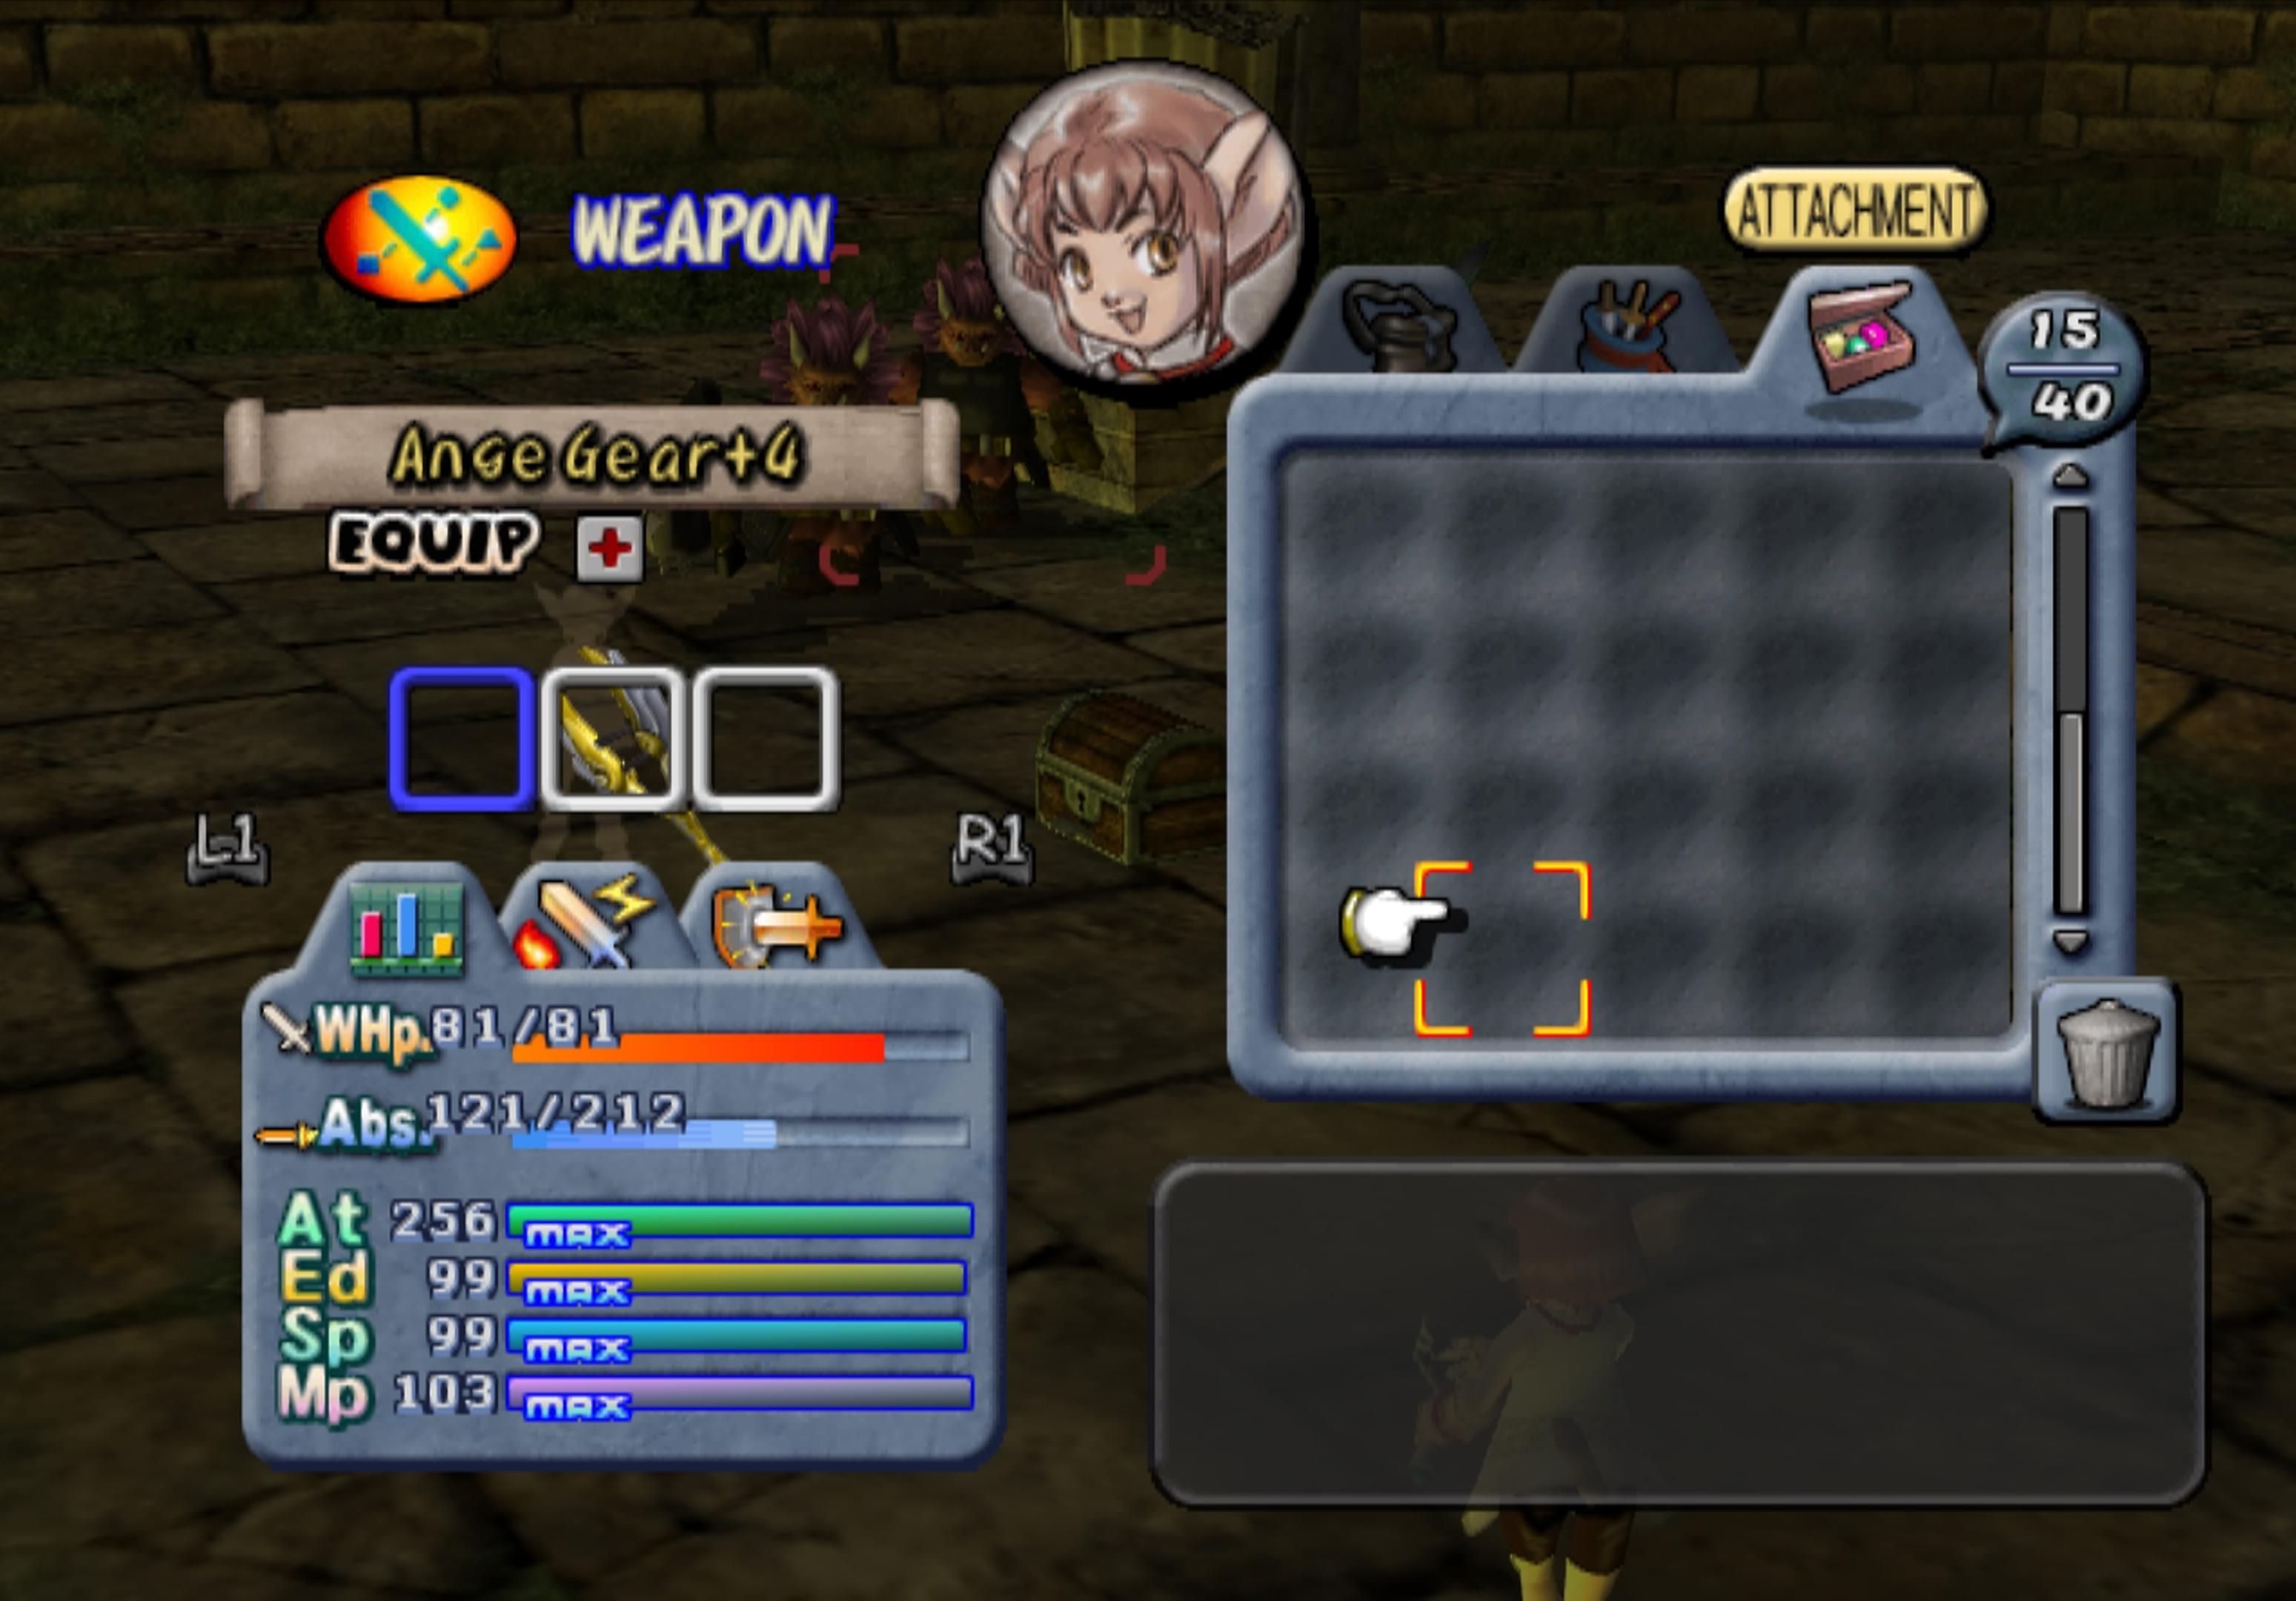 WEAPON
ATTACHMENT
15
40
Ange Gear+4
EQUIP
L1
R1
WHp. 81/81
Abs. 121/212
At 256 max
Ed 99 max
Sp 99 max
Mp 103 max